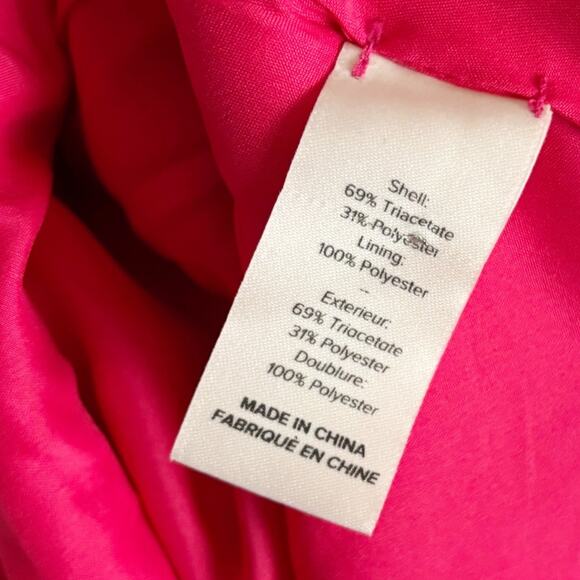 Shell:
69% Triacetate
31% Polyester
Lining:
100% Polyester
--
Exterieur:
69% Triacetate
31% Polyester
Doublure:
100% Polyester
MADE IN CHINA
FABRIQUÈ EN CHINE